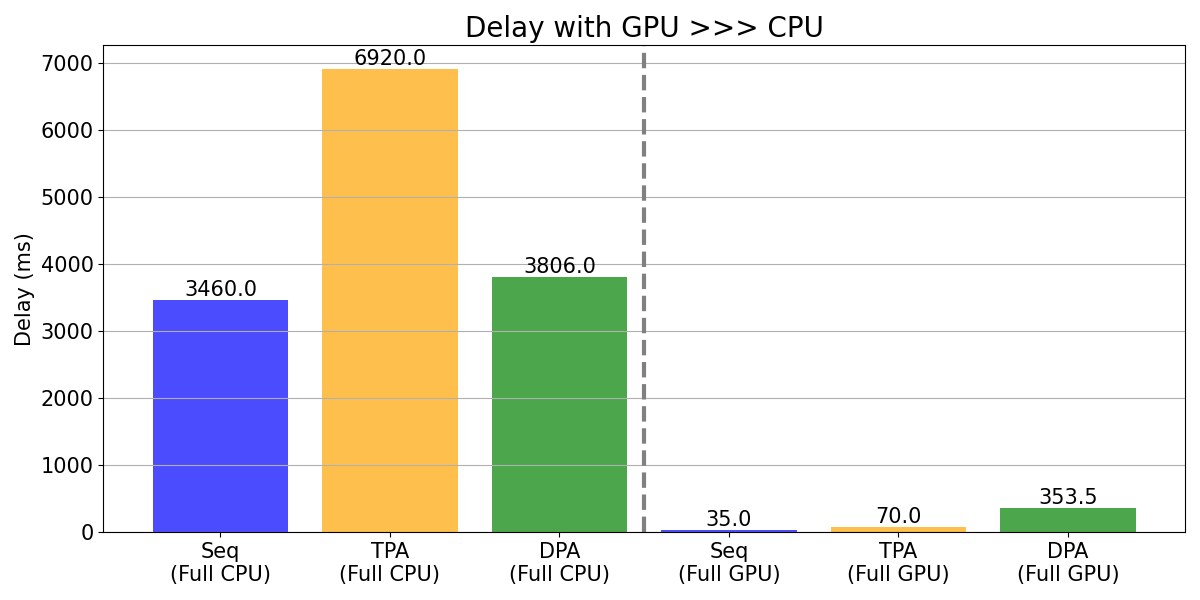 Delay with GPU >>> CPU
Delay (ms)
7000
6000
5000
4000
3000
2000
1000
0
3460.0
6920.0
3806.0
35.0
70.0
353.5
Seq
(Full CPU)
TPA
(Full CPU)
DPA
(Full CPU)
Seq
(Full GPU)
TPA
(Full GPU)
DPA
(Full GPU)